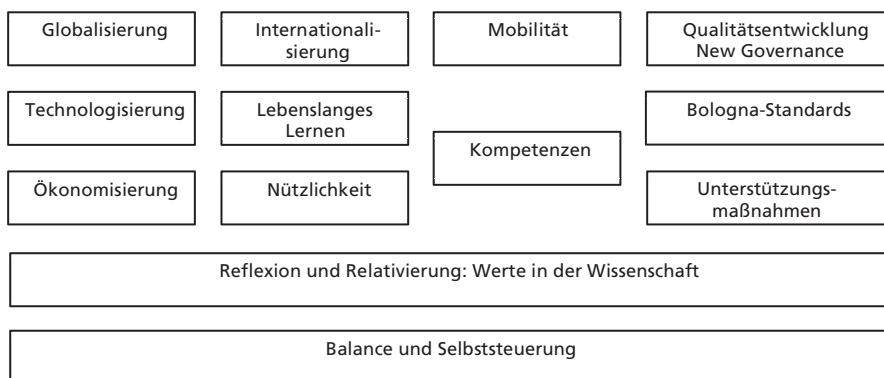 Globalisierung
Internationali-
sierung
Mobilität
Qualitätsentwicklung
New Governance
Technologisierung
Lebenslanges
Lernen
Kompetenzen
Bologna-Standards
Ökonomisierung
Nützlichkeit
Unterstützungs-
maßnahmen
Reflexion und Relativierung: Werte in der Wissenschaft
Balance und Selbststeuerung